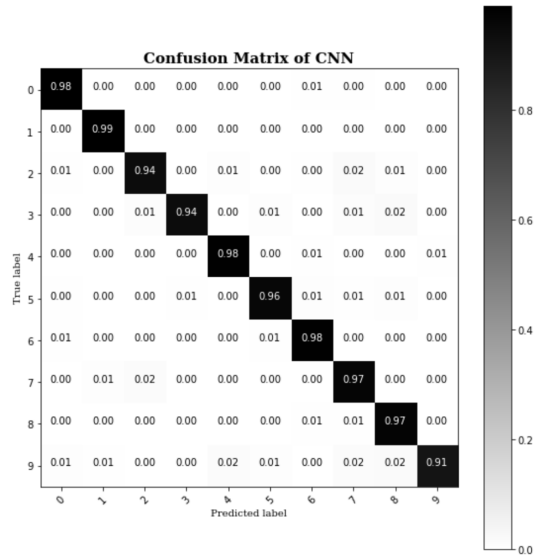 Confusion Matrix of CNN
0 0.98 0.00 0.00 0.00 0.00 0.00 0.01 0.00 0.00 0.00
1 0.00 0.99 0.00 0.00 0.00 0.00 0.00 0.00 0.00 0.00
2 0.01 0.00 0.94 0.00 0.01 0.00 0.00 0.02 0.01 0.00
3 0.00 0.00 0.01 0.94 0.00 0.01 0.00 0.01 0.02 0.00
4 0.00 0.00 0.00 0.00 0.98 0.00 0.01 0.00 0.00 0.01
5 0.00 0.00 0.00 0.01 0.00 0.96 0.01 0.01 0.01 0.00
6 0.01 0.00 0.00 0.00 0.00 0.01 0.98 0.00 0.00 0.00
7 0.00 0.01 0.02 0.00 0.00 0.00 0.00 0.97 0.00 0.00
8 0.00 0.00 0.00 0.00 0.00 0.00 0.01 0.01 0.97 0.00
9 0.01 0.01 0.00 0.00 0.02 0.01 0.00 0.02 0.02 0.91
0 1 2 3 4 5 6 7 8 9
True label
Predicted label
0.8
0.6
0.4
0.2
0.0